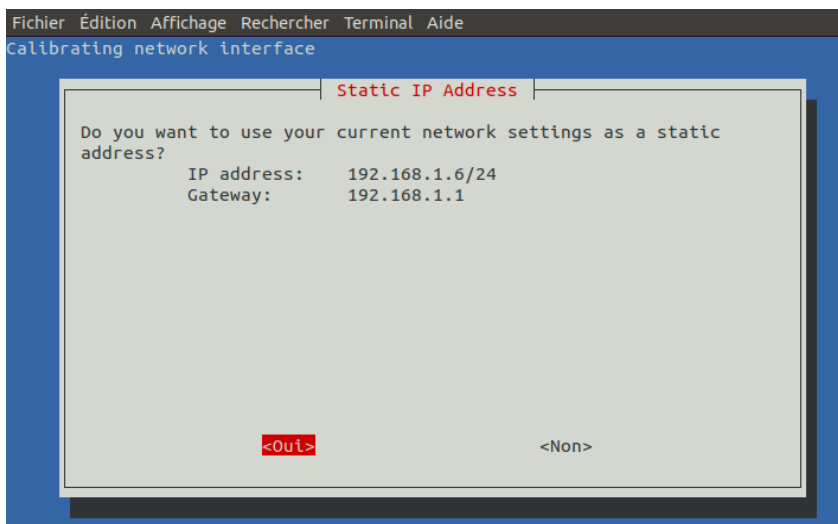 Fichier Édition Affichage Rechercher Terminal Aide
Calibrating network interface
Static IP Address
Do you want to use your current network settings as a static
address?
IP address: 192.168.1.6/24
Gateway: 192.168.1.1
<Oui> <Non>